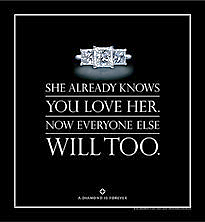 SHE ALREADY KNOWS
YOU LOVE HER.
NOW EVERYONE ELSE
WILL TOO.
A DIAMOND IS FOREVER